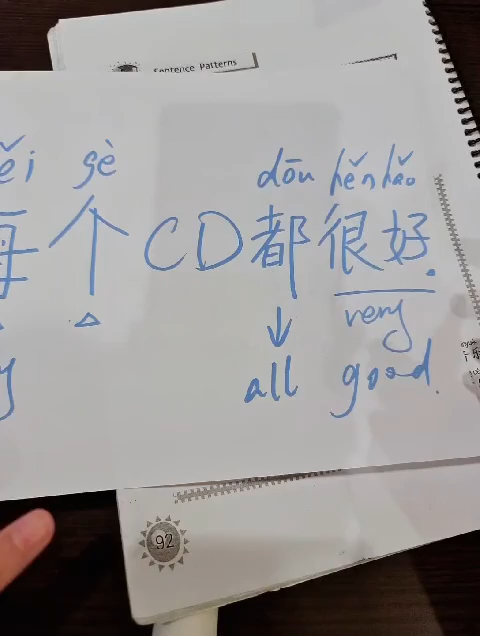 Sentence Patterns
ěi gè dōu hěn hǎo
每个CD都很好.
very
y all good.
92